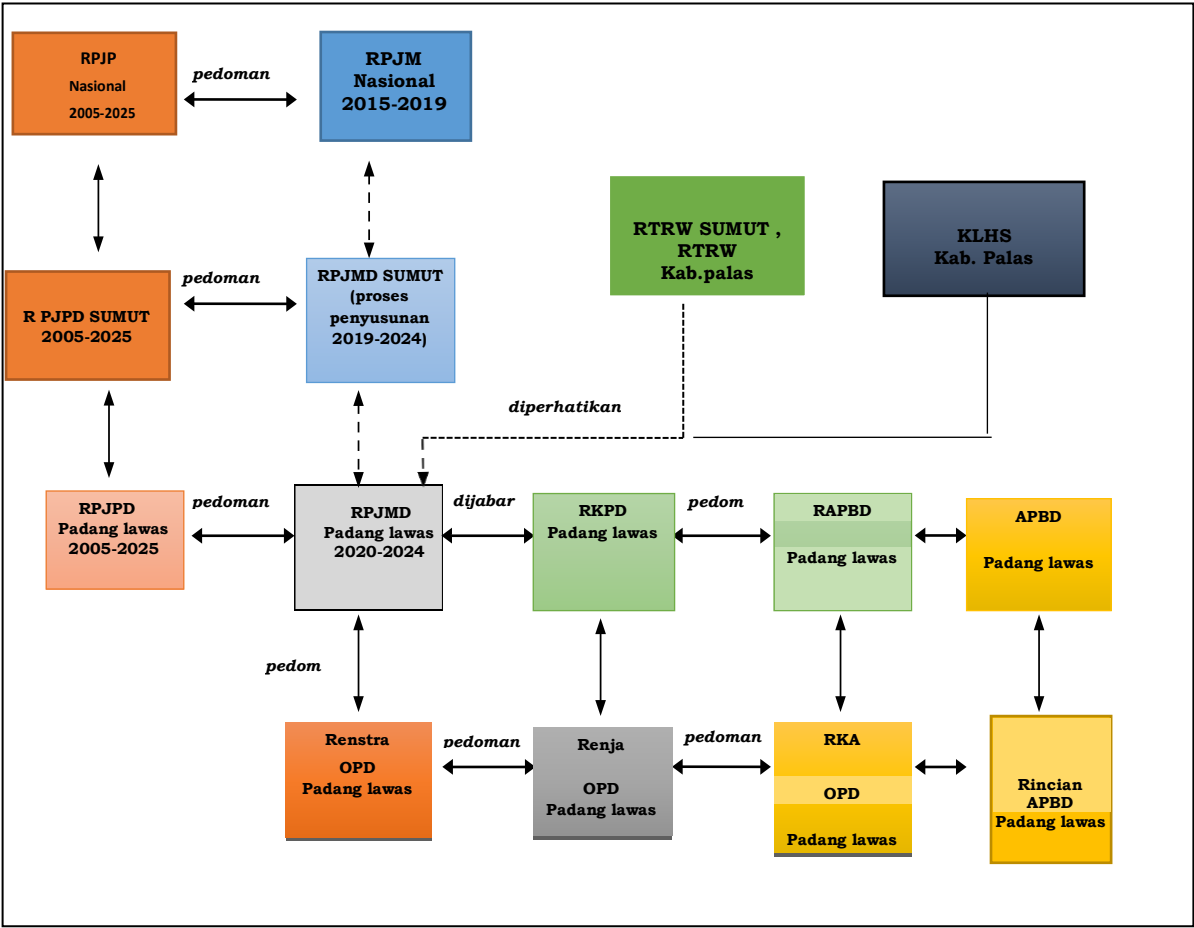 RPJP
Nasional
2005-2025
pedoman
RPJM
Nasional
2015-2019
RTRW SUMUT ,
RTRW
Kab.palas
KLHS
Kab. Palas
R PJPD SUMUT
2005-2025
pedoman
RPJMD SUMUT
(proses
penyusunan
2019-2024)
diperhatikan
RPJPD
Padang lawas
2005-2025
pedoman
RPJMD
Padang lawas
2020-2024
dijabar
RKPD
Padang lawas
pedom
RAPBD
Padang lawas
APBD
Padang lawas
pedom
Renstra
OPD
Padang lawas
pedoman
Renja
OPD
Padang lawas
pedoman
RKA
OPD
Padang lawas
Rincian
APBD
Padang lawas